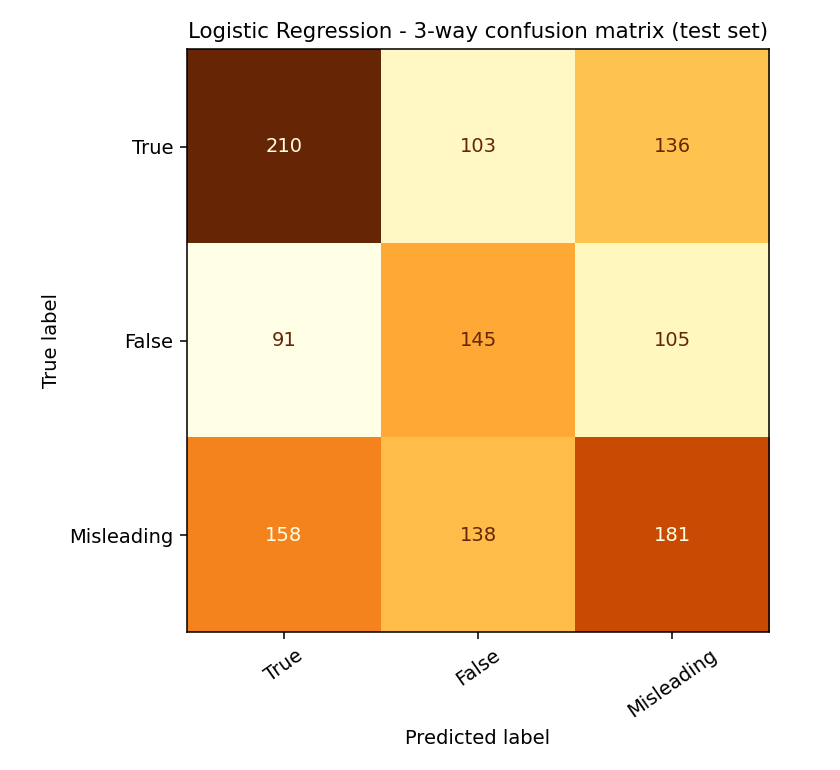 Logistic Regression - 3-way confusion matrix (test set)
True 210 103 136
False 91 145 105
Misleading 158 138 181
True False Misleading
Predicted label
True label